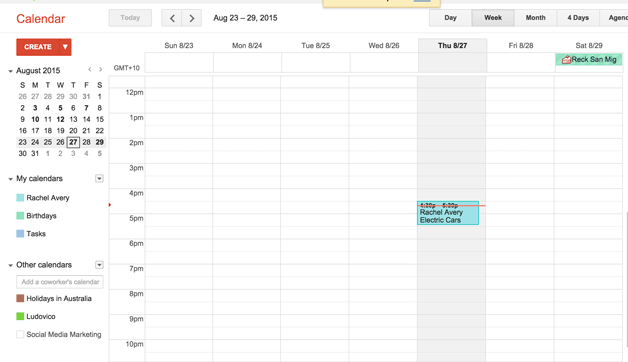 Calendar
Today
Aug 23 – 29, 2015
Day
Week
Month
4 Days
Agen
CREATE
August 2015
S M T W T F S
26 27 28 29 30 31 1
2 3 4 5 6 7 8
9 10 11 12 13 14 15
16 17 18 19 20 21 22
23 24 25 26 27 28 29
30 31 1 2 3 4 5
My calendars
Rachel Avery
Birthdays
Tasks
Other calendars
Add a coworker's calendar
Holidays in Australia
Ludovico
Social Media Marketing
Sun 8/23
Mon 8/24
Tue 8/25
Wed 8/26
Thu 8/27
Fri 8/28
Sat 8/29
GMT+10
Reck San Mig
12pm
1pm
2pm
3pm
4pm
4:30p - 5:30p
Rachel Avery
Electric Cars
5pm
6pm
7pm
8pm
9pm
10pm